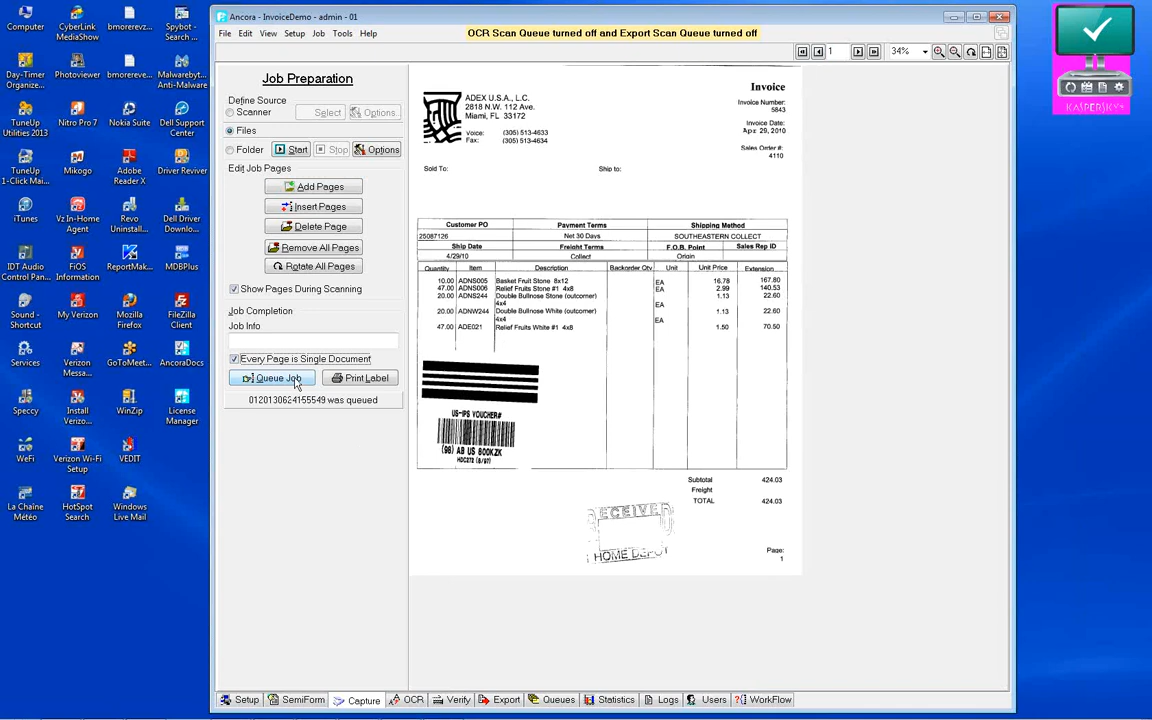 Computer
CyberLink MediaShow
bmorerevz...
Spybot - Search ...
Day-Timer Organize...
Photoviewer
bmorereve...
Malwarebyt... Anti-Malware
TuneUp Utilities 2013
Nitro Pro 7
Nokia Suite
Dell Support Center
TuneUp 1-Click Mai...
Mikogo
Adobe Reader X
Driver Reviver
iTunes
Vz In-Home Agent
Revo Uninstall...
Dell Driver Downlo...
IDT Audio Control Pan...
FiOS Information
ReportMak...
MDBPlus
Sound - Shortcut
My Verizon
Mozilla Firefox
FileZilla Client
Services
Verizon Messa...
GoToMeet...
AncoraDocs
Speccy
Install Verizo...
WinZip
License Manager
WeFi
Verizon Wi-Fi Setup
VEDIT
La Chaîne Météo
HotSpot Search
Windows Live Mail
Ancora - InvoiceDemo - admin - 01
File Edit View Setup Job Tools Help
OCR Scan Queue turned off and Export Scan Queue turned off
1 34%
Job Preparation
Define Source
Scanner Select Options...
Files
Folder Start Stop Options
Edit Job Pages
Add Pages
Insert Pages
Delete Page
Remove All Pages
Rotate All Pages
Show Pages During Scanning
Job Completion
Job Info
Every Page is Single Document
Queue Job Print Label
0120130624155549 was queued
Invoice
ADEX U.S.A., L.C.
2818 N.W. 112 Ave.
Miami, FL 33172
Voice: (305) 513-4633
Fax: (305) 513-4634
Invoice Number:
5843
Invoice Date:
Apr 29, 2010
Sales Order #:
4110
Sold To: Ship to:
Customer PO Payment Terms Shipping Method
25087126 Net 30 Days SOUTHEASTERN COLLECT
Ship Date Freight Terms F.O.B. Point Sales Rep ID
4/29/10 Collect Origin
Quantity Item Description Backorder Qty Unit Unit Price Extension
10.00 ADNS005 Basket Fruit Stone 8x12 EA 16.78 167.80
47.00 ADNS006 Relief Fruits Stone #1 4x8 EA 2.99 140.53
20.00 ADNS244 Double Bullnose Stone (outcorner) 1.13 22.60
4x4 EA
20.00 ADNW244 Double Bullnose White (outcorner) 1.13 22.60
4x4 EA
47.00 ADE021 Relief Fruits White #1 4x8 1.50 70.50
US-IPS VOUCHER#
(98) AB US 800KZK
HDC272 (8/97)
Subtotal 424.03
Freight
TOTAL 424.03
HOME DEPOT
Page:
1
Setup SemiForm Capture OCR Verify Export Queues Statistics Logs Users WorkFlow
KASPERSKY